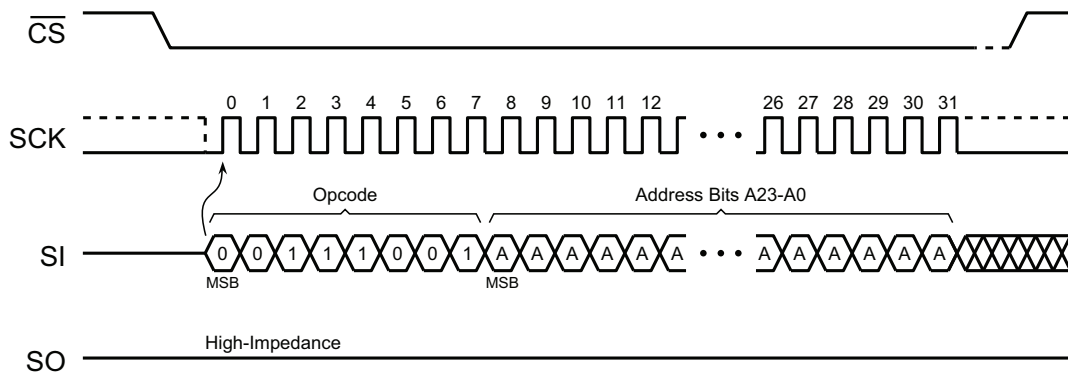 CS
0 1 2 3 4 5 6 7 8 9 10 11 12 26 27 28 29 30 31
SCK
• • •
Opcode Address Bits A23-A0
SI 0 0 1 1 1 0 0 1 A A A A A A • • • A A A A A A
MSB MSB
High-Impedance
SO